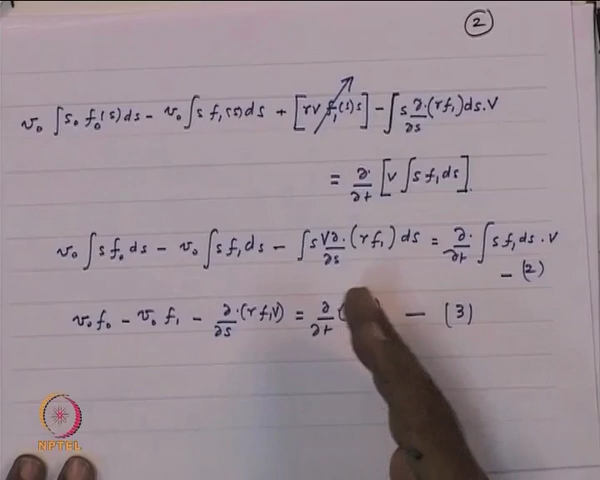 (2)
v₀ ∫ s₀ f₀(s) ds − v₀ ∫ s f₁(s) ds + [r v f₁(s) s] − ∫ s ∂/∂s (r f₁) ds . V
= ∂/∂t [V ∫ s f₁ ds]
v₀ ∫ s f₀ ds − v₀ ∫ s f₁ ds − ∫ s V ∂/∂s (r f₁) ds = ∂/∂t ∫ s f₁ ds . V
— (2)
v₀ f₀ − v₀ f₁ − ∂/∂s (r f₁ V) = ∂/∂t ( — (3)
NPTEL